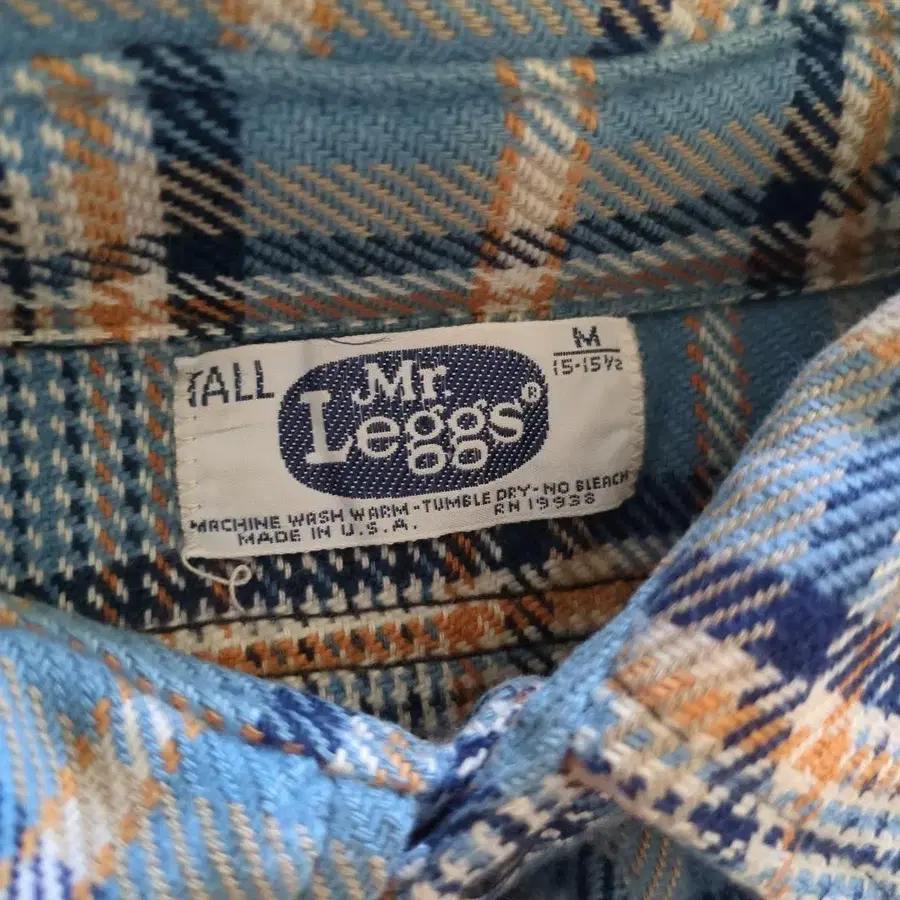 TALL
Mr.
Leggs®
M
15-15½
MACHINE WASH WARM-TUMBLE DRY-NO BLEACH
MADE IN U.S.A.
RN 19938